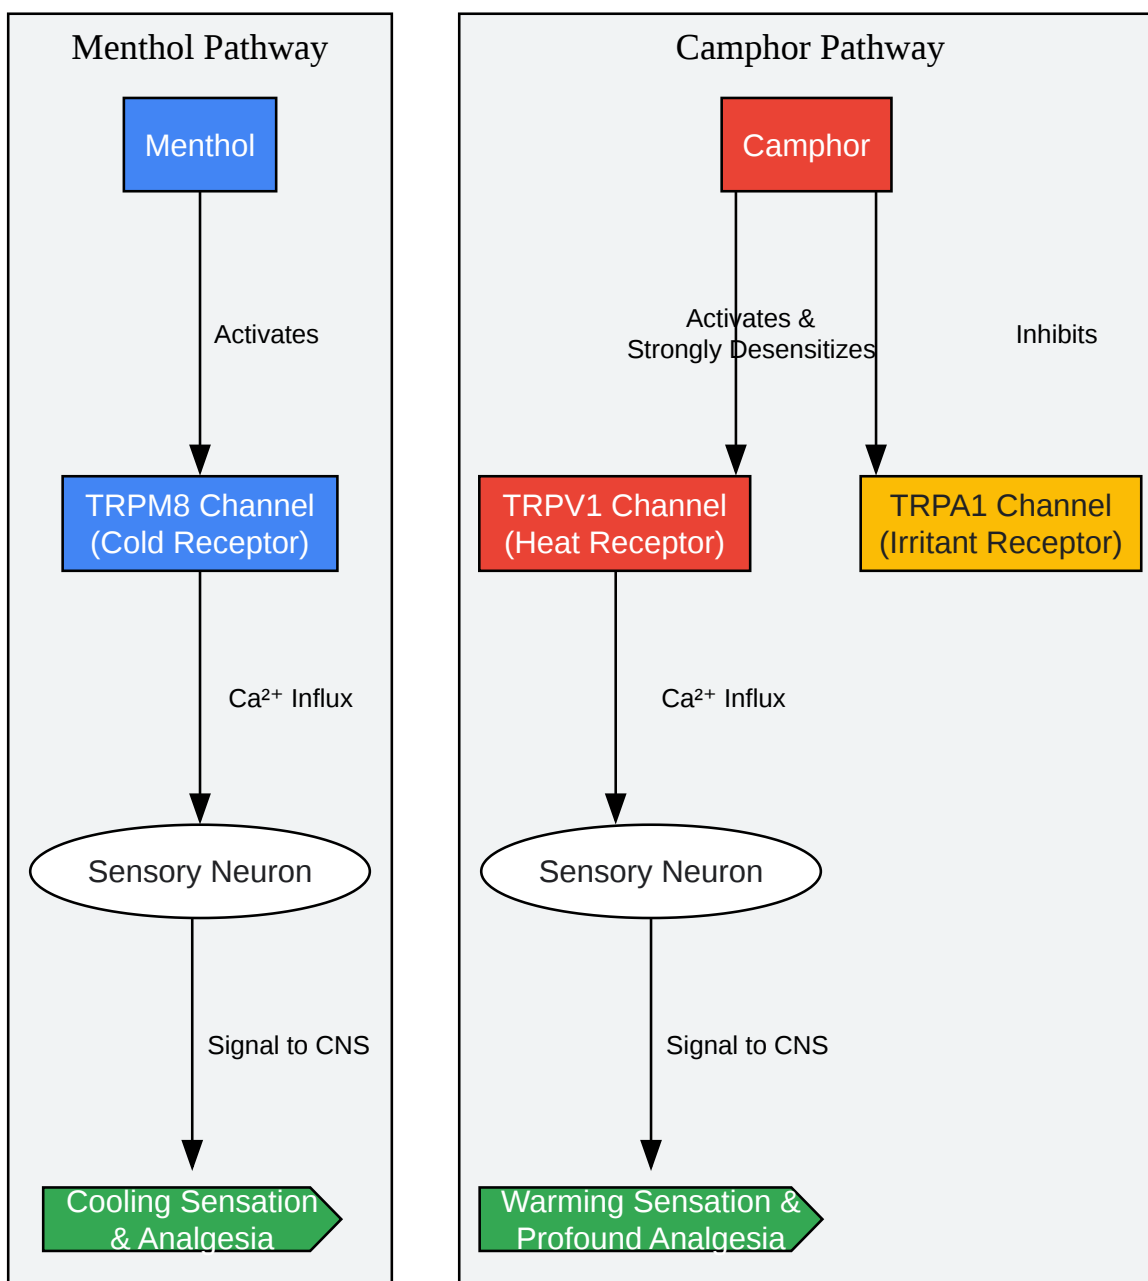 Menthol Pathway
Menthol
Activates
TRPM8 Channel
(Cold Receptor)
Ca²⁺ Influx
Sensory Neuron
Signal to CNS
Cooling Sensation
& Analgesia
Camphor Pathway
Camphor
Activates &
Strongly Desensitizes
Inhibits
TRPV1 Channel
(Heat Receptor)
TRPA1 Channel
(Irritant Receptor)
Ca²⁺ Influx
Sensory Neuron
Signal to CNS
Warming Sensation &
Profound Analgesia